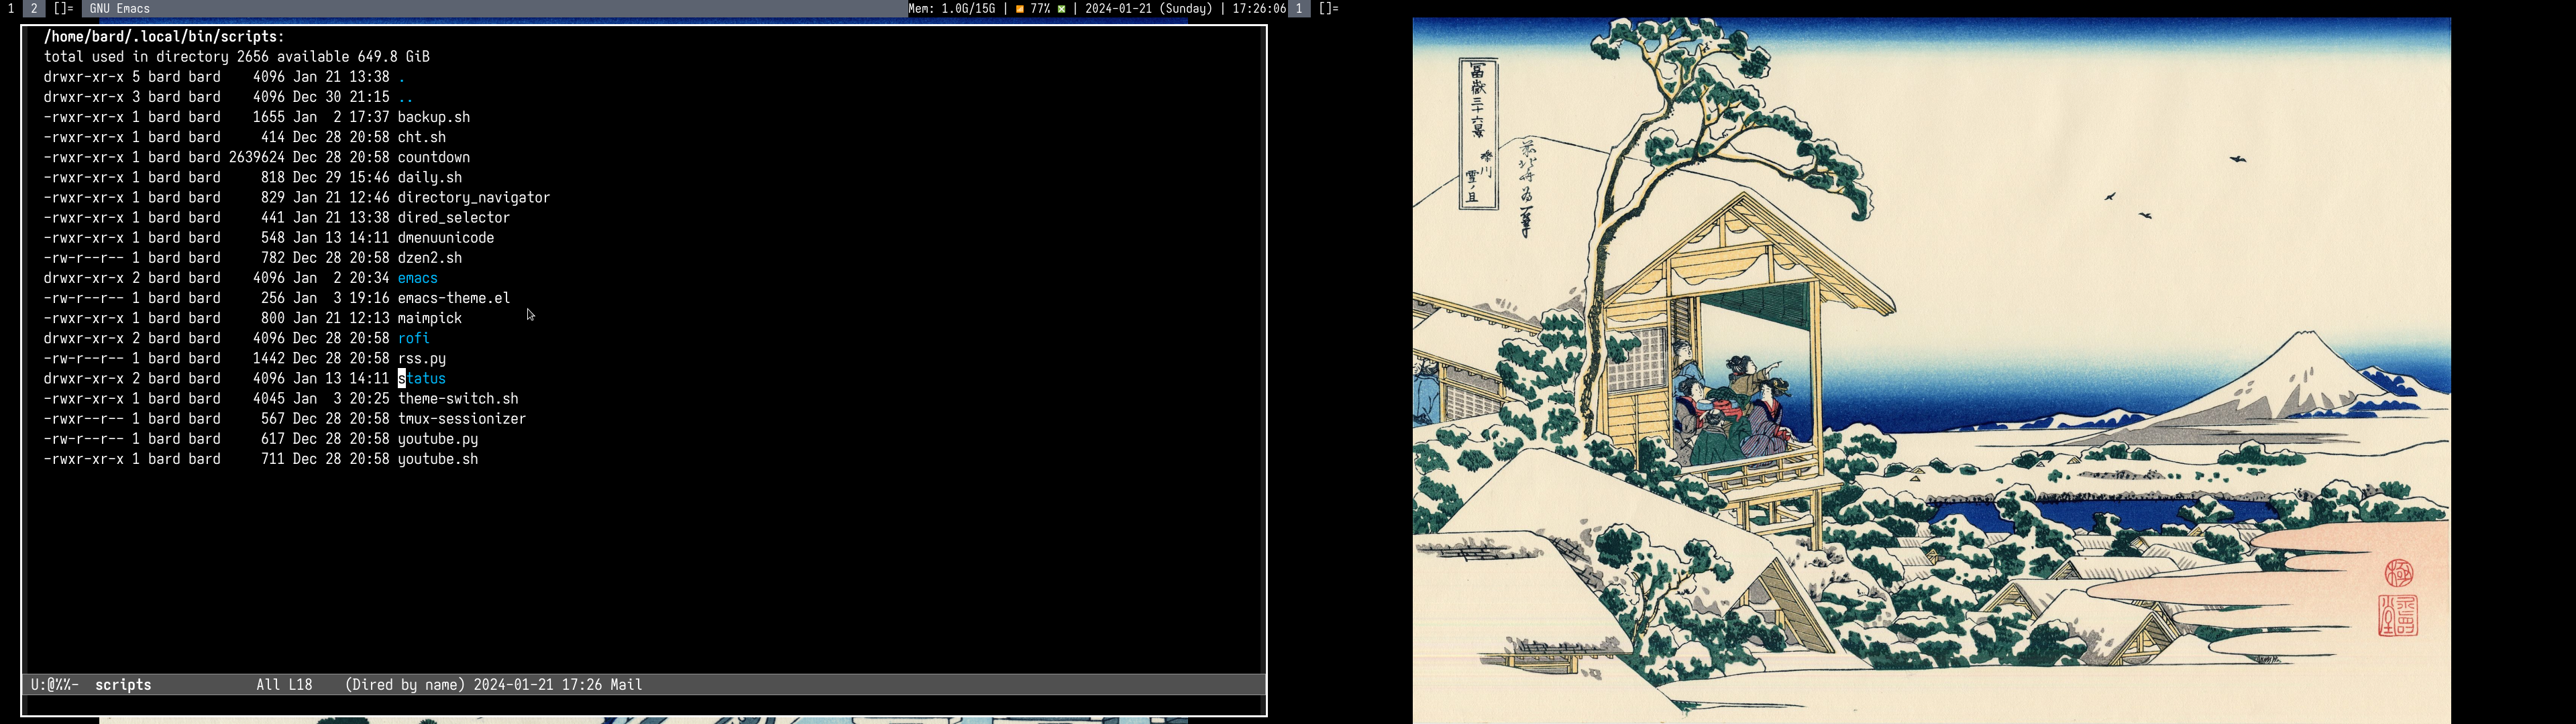 1 2 []= GNU Emacs Mem: 1.0G/15G | 77% | 2024-01-21 (Sunday) | 17:26:06 1 []=
/home/bard/.local/bin/scripts:
total used in directory 2656 available 649.8 GiB
drwxr-xr-x 5 bard bard    4096 Jan 21 13:38 .
drwxr-xr-x 3 bard bard    4096 Dec 30 21:15 ..
-rwxr-xr-x 1 bard bard    1655 Jan  2 17:37 backup.sh
-rwxr-xr-x 1 bard bard     414 Dec 28 20:58 cht.sh
-rwxr-xr-x 1 bard bard 2639624 Dec 28 20:58 countdown
-rwxr-xr-x 1 bard bard     818 Dec 29 15:46 daily.sh
-rwxr-xr-x 1 bard bard     829 Jan 21 12:46 directory_navigator
-rwxr-xr-x 1 bard bard     441 Jan 21 13:38 dired_selector
-rwxr-xr-x 1 bard bard     548 Jan 13 14:11 dmenuunicode
-rw-r--r-- 1 bard bard     782 Dec 28 20:58 dzen2.sh
drwxr-xr-x 2 bard bard    4096 Jan  2 20:34 emacs
-rw-r--r-- 1 bard bard     256 Jan  3 19:16 emacs-theme.el
-rwxr-xr-x 1 bard bard     800 Jan 21 12:13 maimpick
drwxr-xr-x 2 bard bard    4096 Dec 28 20:58 rofi
-rw-r--r-- 1 bard bard    1442 Dec 28 20:58 rss.py
drwxr-xr-x 2 bard bard    4096 Jan 13 14:11 status
-rwxr-xr-x 1 bard bard    4045 Jan  3 20:25 theme-switch.sh
-rwxr--r-- 1 bard bard     567 Dec 28 20:58 tmux-sessionizer
-rw-r--r-- 1 bard bard     617 Dec 28 20:58 youtube.py
-rwxr-xr-x 1 bard bard     711 Dec 28 20:58 youtube.sh
U:@%%-  scripts             All L18    (Dired by name) 2024-01-21 17:26 Mail
冨嶽三十六景